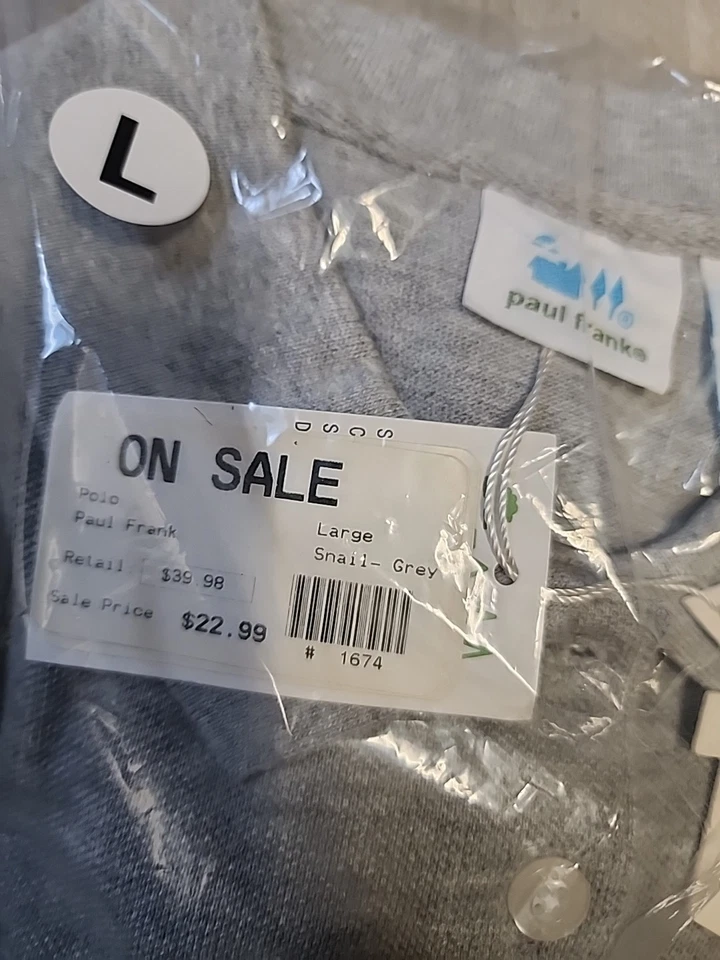 L
paul frank®
S C S D
ON SALE
Polo
Paul Frank
Large
Snail- Grey
Retail $39.98
Sale Price $22.99
# 1674